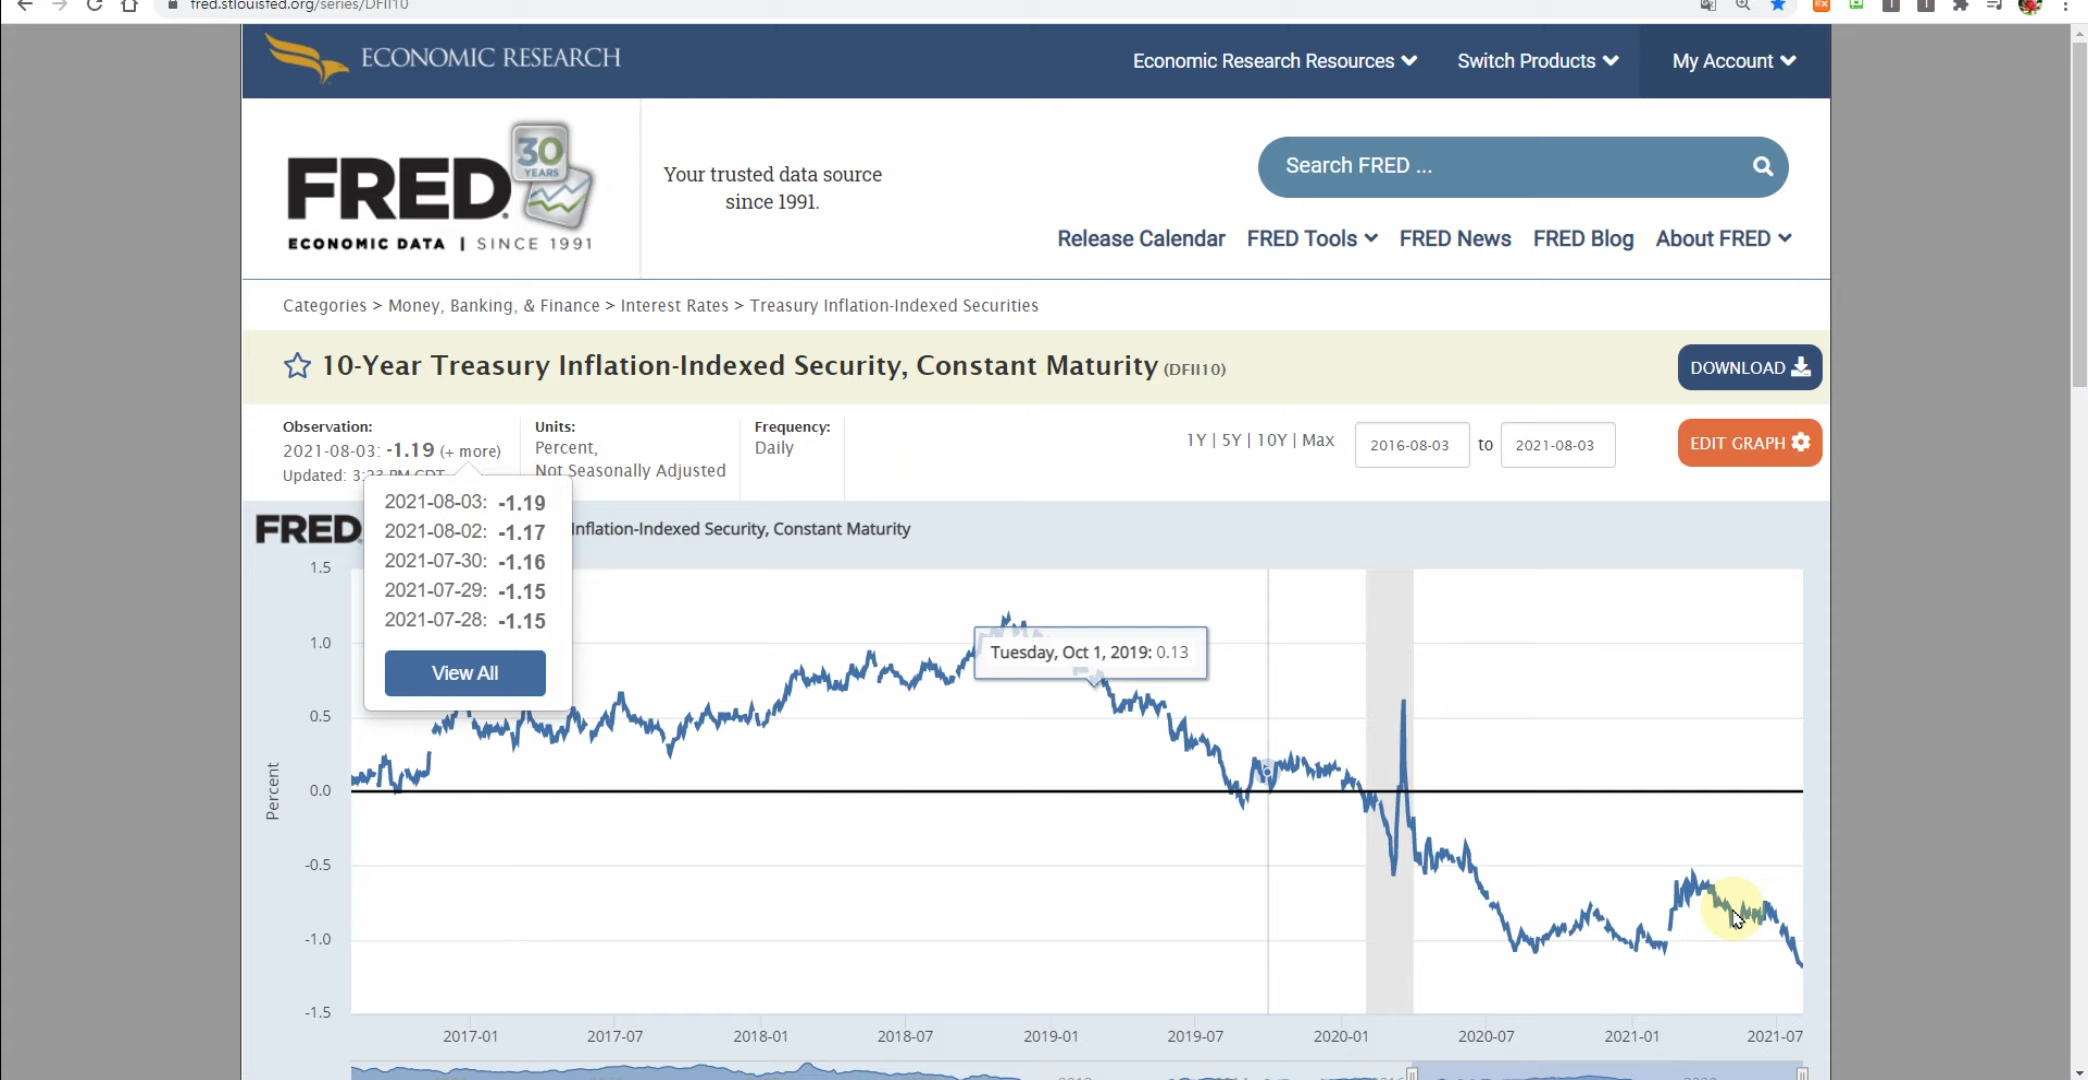 fred.stlouisfed.org/series/DFII10
ECONOMIC RESEARCH
Economic Research Resources
Switch Products
My Account
30
YEARS
FRED
ECONOMIC DATA | SINCE 1991
Your trusted data source
since 1991.
Search FRED ...
Release Calendar
FRED Tools
FRED News
FRED Blog
About FRED
Categories > Money, Banking, & Finance > Interest Rates > Treasury Inflation-Indexed Securities
10-Year Treasury Inflation-Indexed Security, Constant Maturity (DFII10)
DOWNLOAD
Observation:
2021-08-03: -1.19 (+ more)
Updated: 3:23 PM CDT
Units:
Percent,
Not Seasonally Adjusted
Frequency:
Daily
1Y | 5Y | 10Y | Max
2016-08-03
to
2021-08-03
EDIT GRAPH
2021-08-03: -1.19
2021-08-02: -1.17
2021-07-30: -1.16
2021-07-29: -1.15
2021-07-28: -1.15
View All
FRED
Inflation-Indexed Security, Constant Maturity
1.5
1.0
0.5
0.0
-0.5
-1.0
-1.5
Percent
Tuesday, Oct 1, 2019: 0.13
2017-01
2017-07
2018-01
2018-07
2019-01
2019-07
2020-01
2020-07
2021-01
2021-07